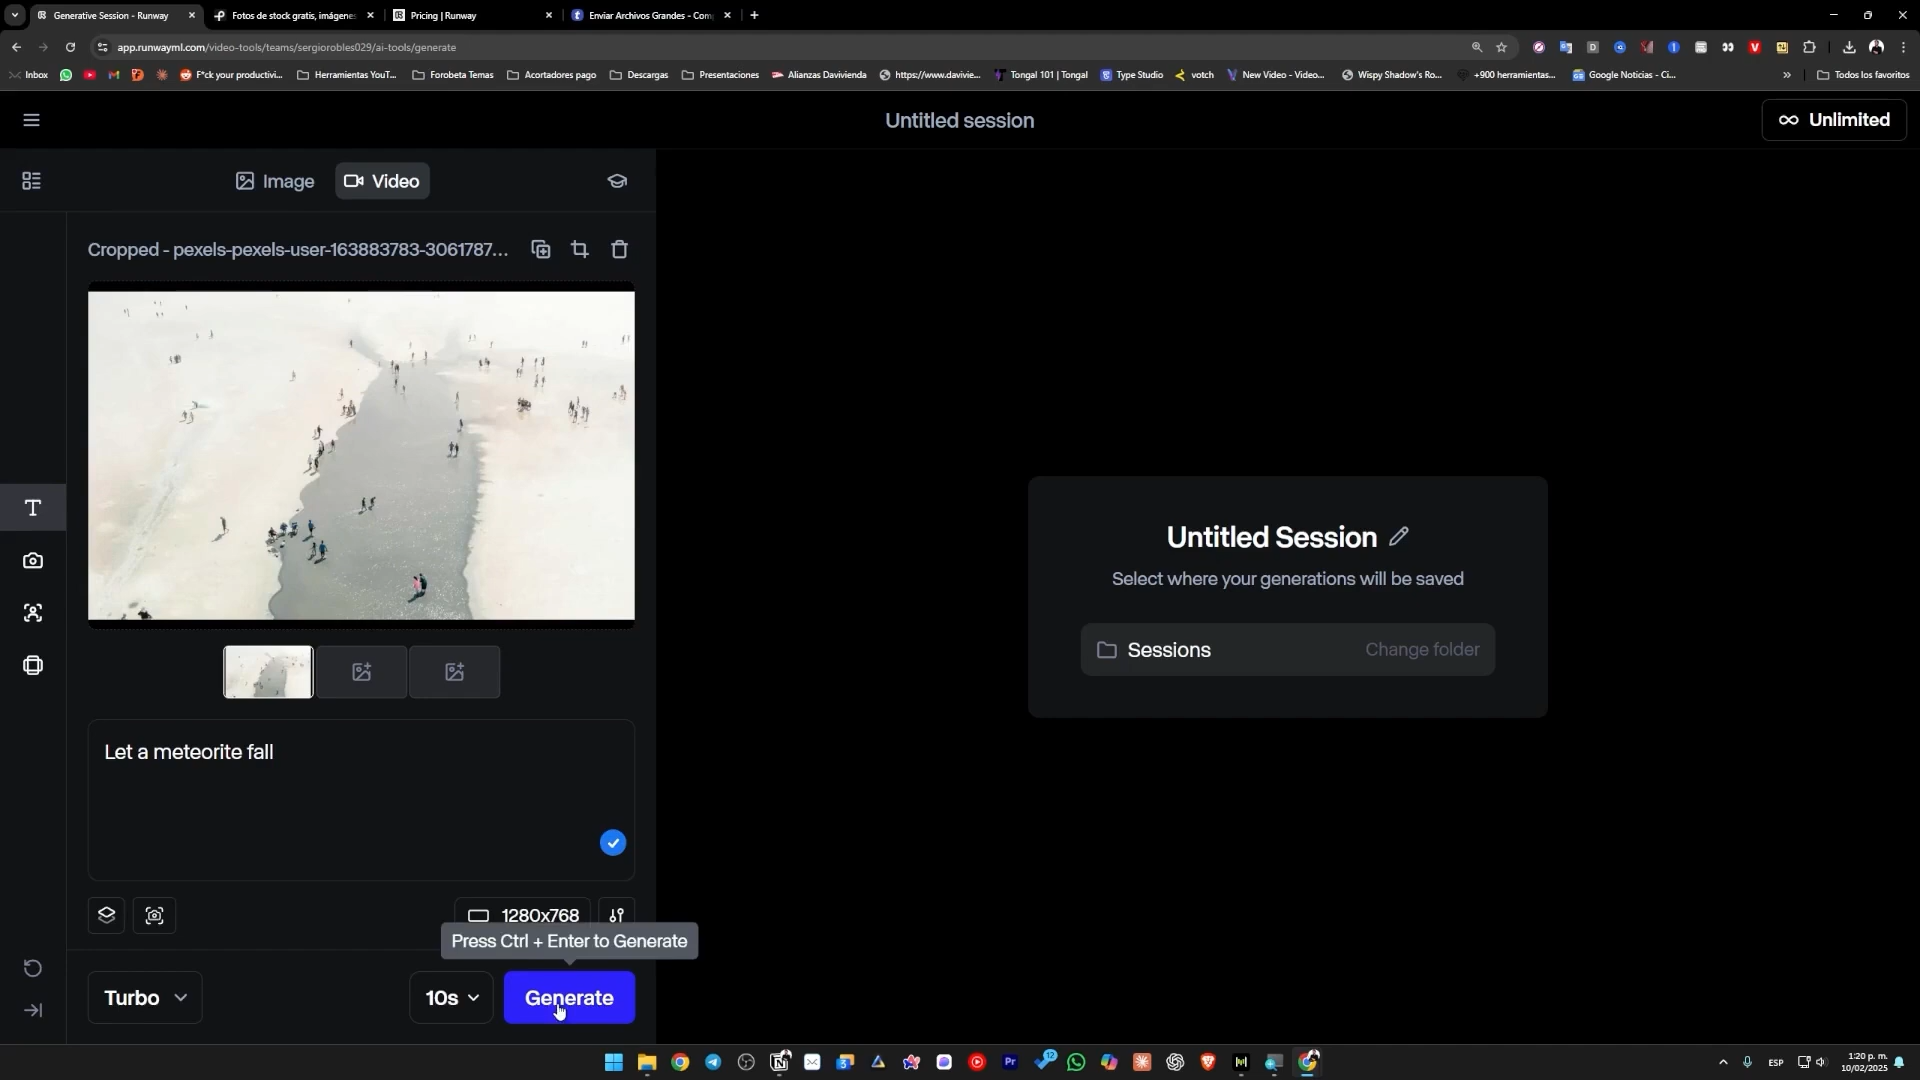 Generative Session - Runway
Fotos de stock gratis, imágenes
Pricing | Runway
Enviar Archivos Grandes - Com
app.runwayml.com/video-tools/teams/sergiorobles029/ai-tools/generate
Inbox
F*ck your productivi...
Herramientas YouT...
Forobeta Temas
Acortadores pago
Descargas
Presentaciones
Alianzas Davivienda
https://www.davivie...
Tongal 101 | Tongal
Type Studio
votch
New Video - Video...
Wispy Shadow's Ro...
+900 herramientas...
Google Noticias - Ci...
»
Todos los favoritos
Untitled session
Unlimited
Image
Video
Cropped - pexels-pexels-user-163883783-3061787...
Untitled Session
Select where your generations will be saved
Sessions
Change folder
Let a meteorite fall
1280x768
Press Ctrl + Enter to Generate
Turbo
10s
Generate
12
ESP
1:20 p. m.
10/02/2025